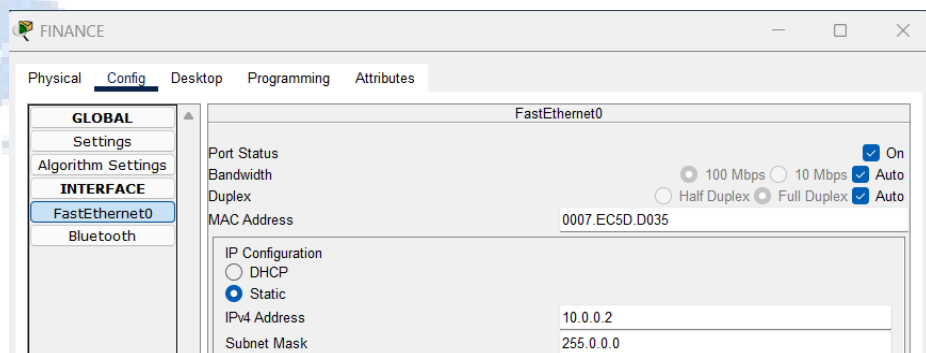 FINANCE
Physical Config Desktop Programming Attributes
GLOBAL
Settings
Algorithm Settings
INTERFACE
FastEthernet0
Bluetooth
FastEthernet0
Port Status On
Bandwidth 100 Mbps 10 Mbps Auto
Duplex Half Duplex Full Duplex Auto
MAC Address 0007.EC5D.D035
IP Configuration
DHCP
Static
IPv4 Address 10.0.0.2
Subnet Mask 255.0.0.0